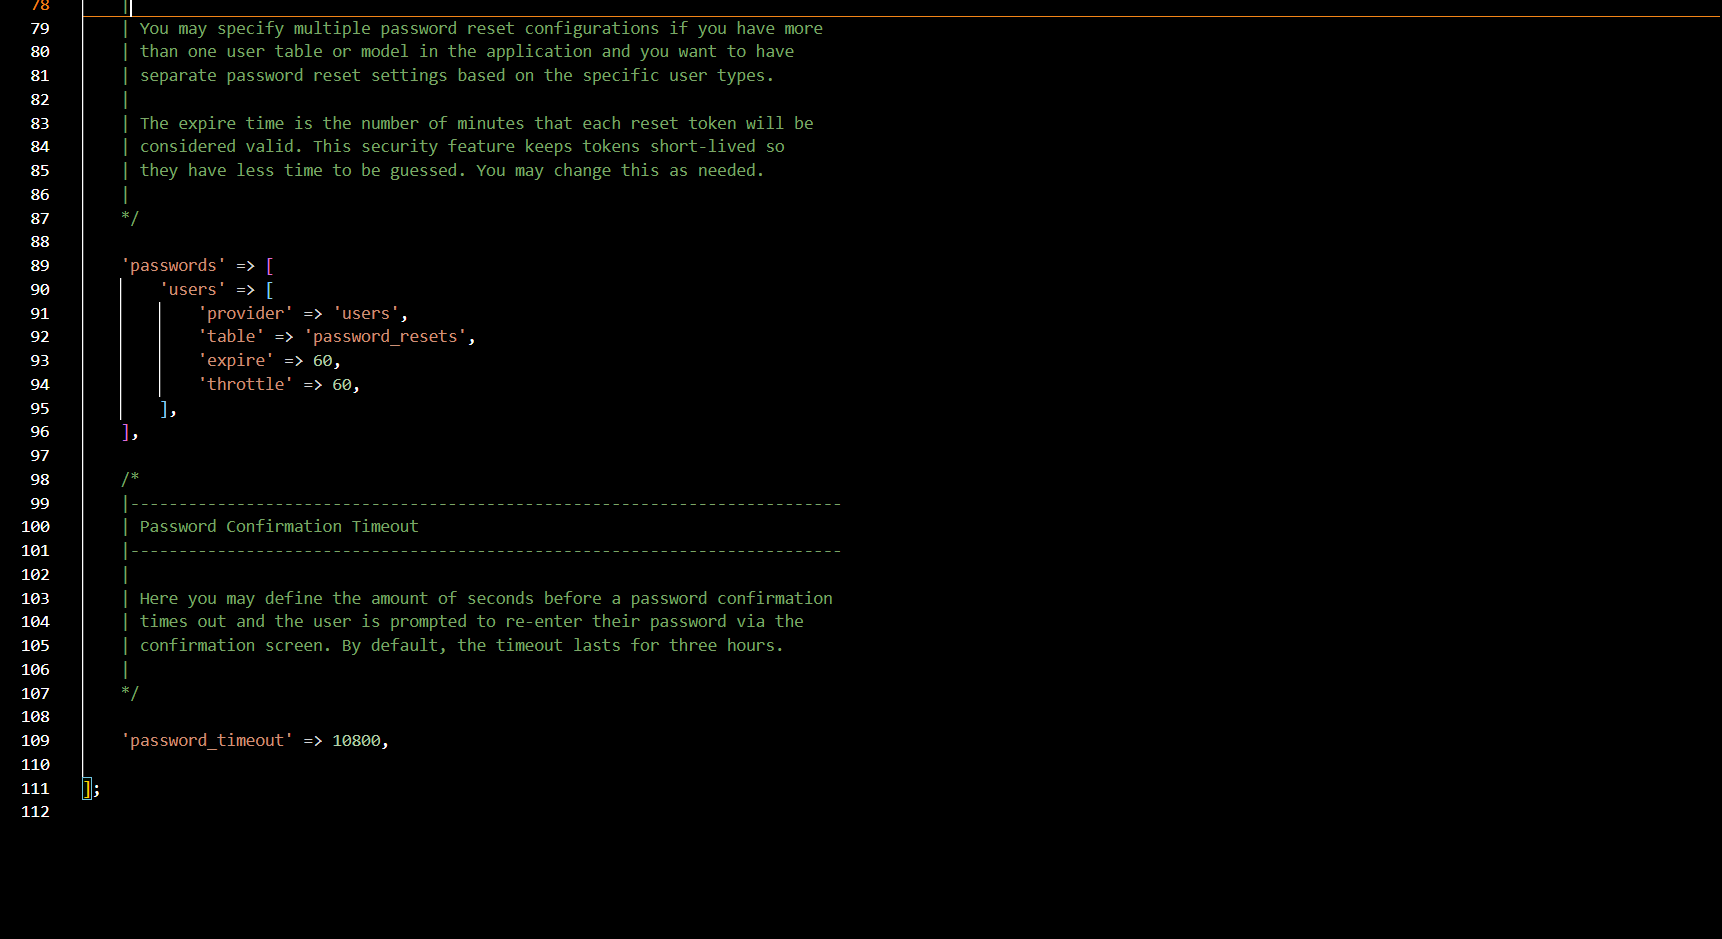 78 |
79 | You may specify multiple password reset configurations if you have more
80 | than one user table or model in the application and you want to have
81 | separate password reset settings based on the specific user types.
82 |
83 | The expire time is the number of minutes that each reset token will be
84 | considered valid. This security feature keeps tokens short-lived so
85 | they have less time to be guessed. You may change this as needed.
86 |
87 */
88
89 'passwords' => [
90 'users' => [
91 'provider' => 'users',
92 'table' => 'password_resets',
93 'expire' => 60,
94 'throttle' => 60,
95 ],
96 ],
97
98 /*
99 |--------------------------------------------------------------------------
100 | Password Confirmation Timeout
101 |--------------------------------------------------------------------------
102 |
103 | Here you may define the amount of seconds before a password confirmation
104 | times out and the user is prompted to re-enter their password via the
105 | confirmation screen. By default, the timeout lasts for three hours.
106 |
107 */
108
109 'password_timeout' => 10800,
110
111 ];
112